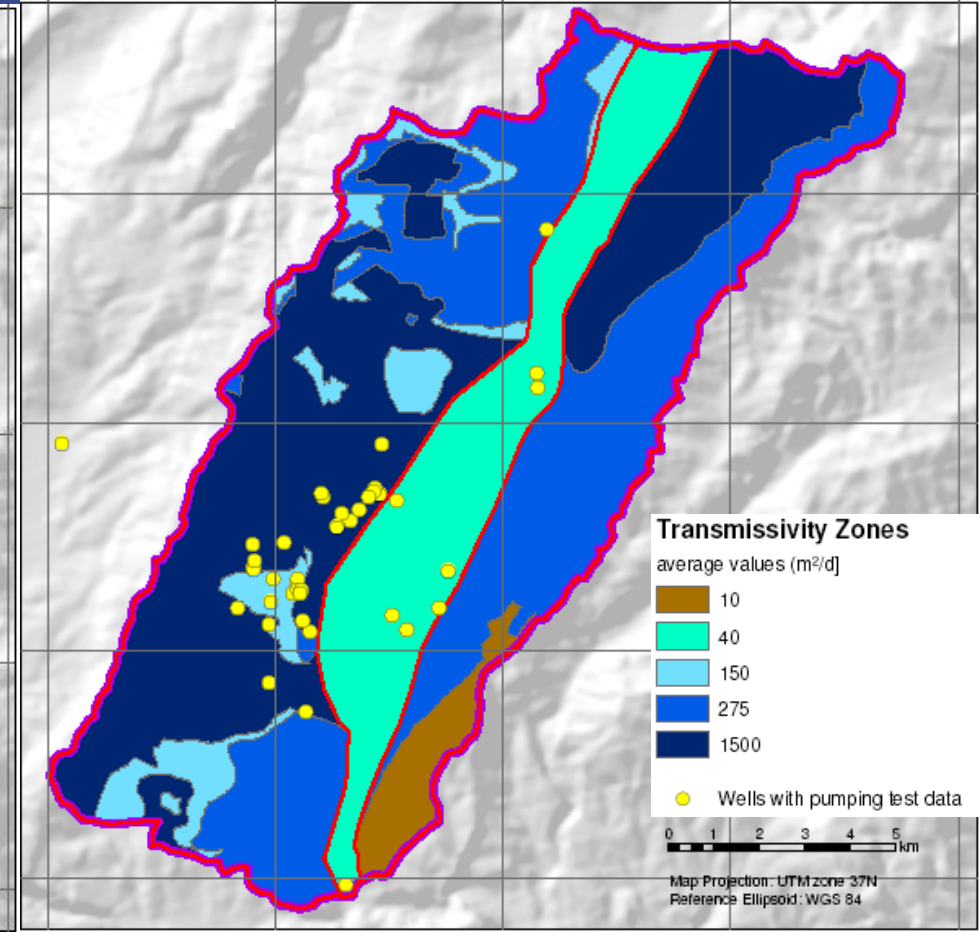 Transmissivity Zones
average values (m²/d]
10
40
150
275
1500
Wells with pumping test data
0 1 2 3 4 5
km
Map Projection: UTM zone 37N
Reference Ellipsoid: WGS 84